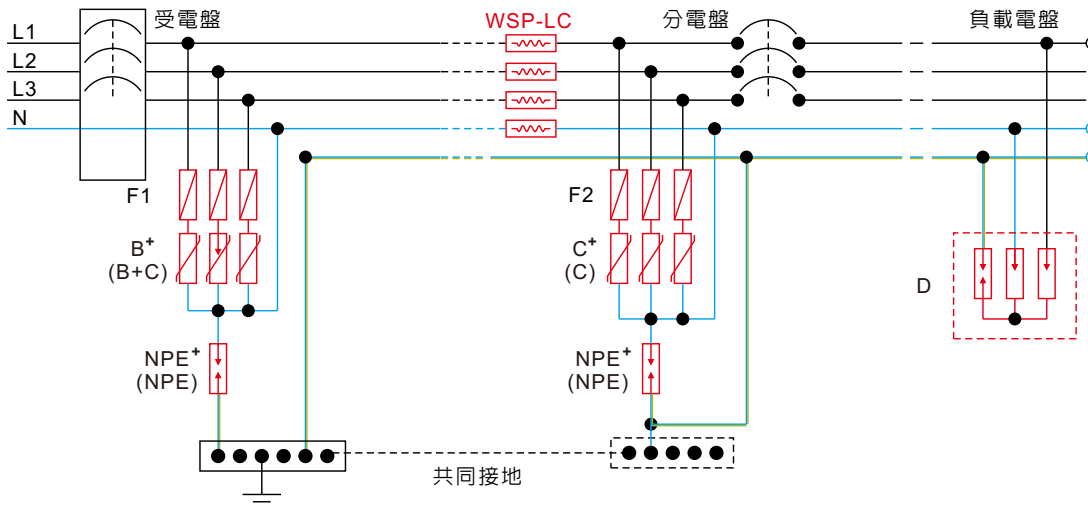 受電盤
WSP-LC
分電盤
負載電盤
L1
L2
L3
N
F1
F2
B+
(B+C)
C+
(C)
D
NPE+
(NPE)
NPE+
(NPE)
共同接地